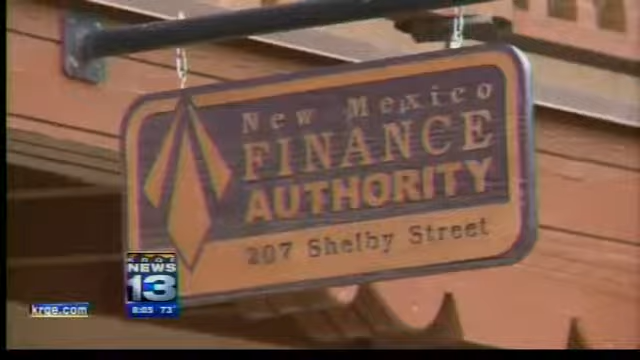 New Mexico
FINANCE
AUTHORITY
207 Shelby Street
KRQE
NEWS
13
krqe.com
8:03 73°